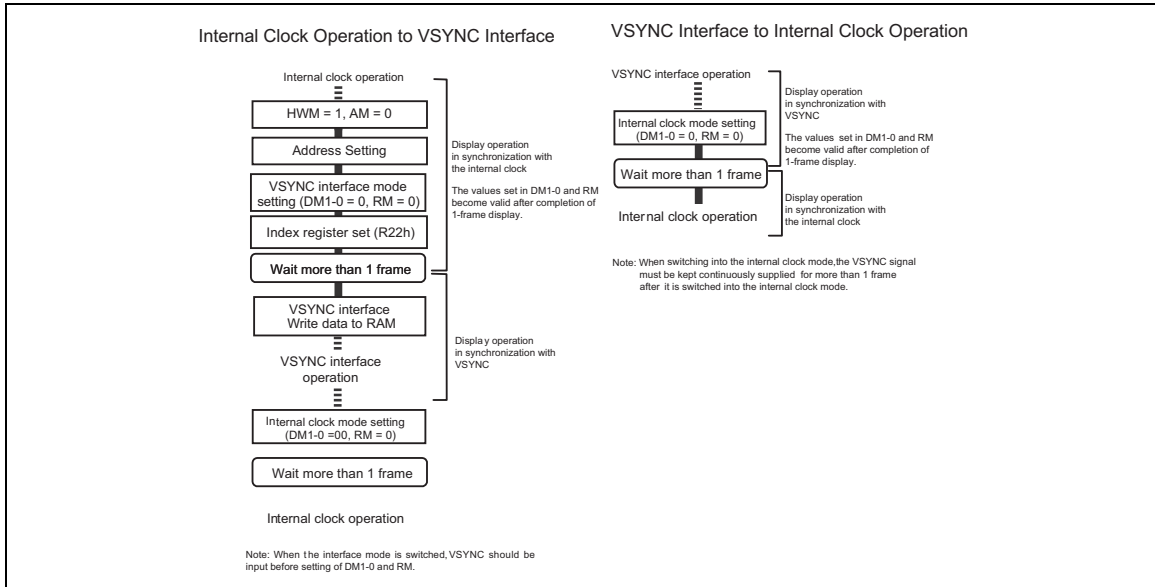 Internal Clock Operation to VSYNC Interface
Internal clock operation
HWM = 1, AM = 0
Address Setting
VSYNC interface mode
setting (DM1-0 = 0, RM = 0)
Index register set (R22h)
Wait more than 1 frame
VSYNC interface
Write data to RAM
VSYNC interface
operation
Internal clock mode setting
(DM1-0 =00, RM = 0)
Wait more than 1 frame
Internal clock operation
Display operation
in synchronization with
the internal clock
The values set in DM1-0 and RM
become valid after completion of
1-frame display.
Display operation
in synchronization with
VSYNC
Note: When the interface mode is switched, VSYNC should be
input before setting of DM1-0 and RM.
VSYNC Interface to Internal Clock Operation
VSYNC interface operation
Internal clock mode setting
(DM1-0 = 0, RM = 0)
Wait more than 1 frame
Internal clock operation
Display operation
in synchronization with
VSYNC
The values set in DM1-0 and RM
become valid after completion of
1-frame display.
Display operation
in synchronization with
the internal clock
Note: When switching into the internal clock mode,the VSYNC signal
must be kept continuously supplied for more than 1 frame
after it is switched into the internal clock mode.